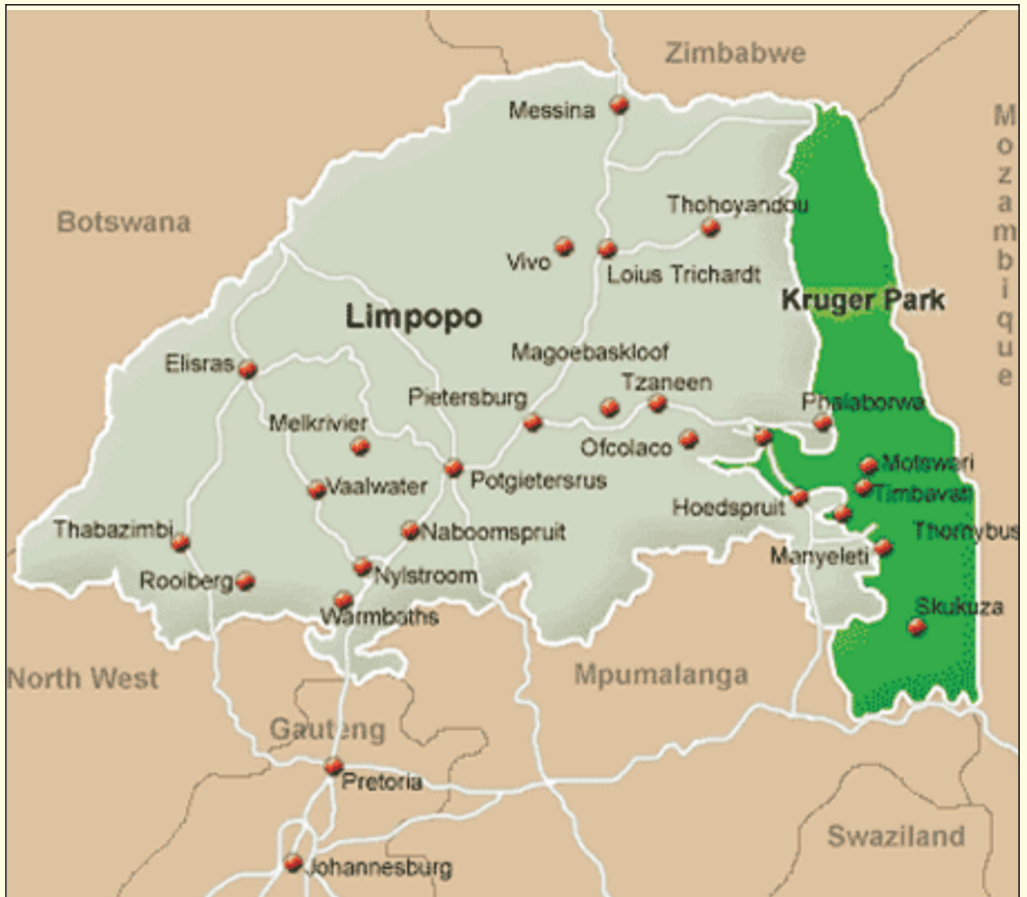 Zimbabwe
Messina
Mozambique
Botswana
Thohoyandou
Vivo
Loius Trichardt
Kruger Park
Limpopo
Magoebaskloof
Elisras
Tzaneen
Pietersburg
Phalaborwa
Melkrivier
Ofcolaco
Motswari
Potgietersrus
Vaalwater
Timbavati
Hoedspruit
Thabazimbi
Naboomspruit
Thornybus
Manyeleti
Rooiberg
Nylstroom
Skukuza
Warmbaths
North West
Mpumalanga
Gauteng
Pretoria
Swaziland
Johannesburg